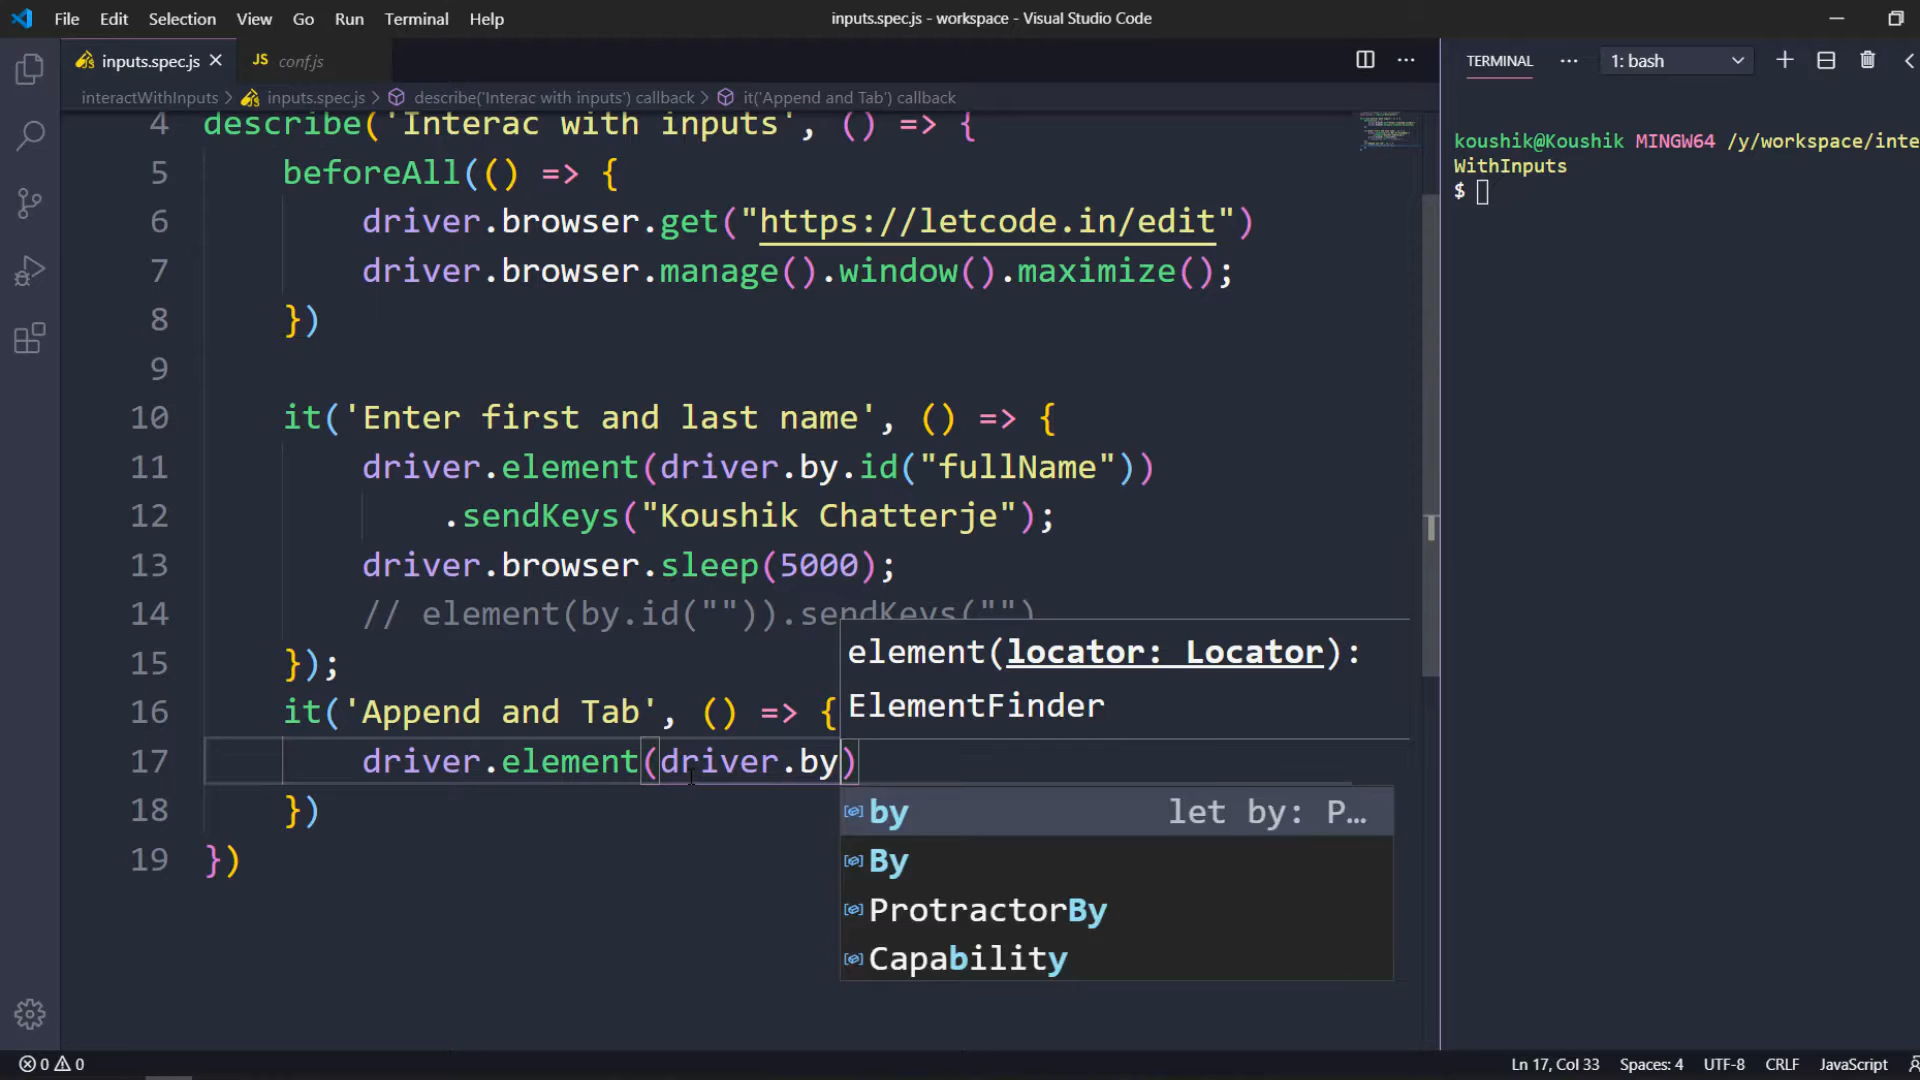 File Edit Selection View Go Run Terminal Help
inputs.spec.js - workspace - Visual Studio Code
inputs.spec.js
JS conf.js
interactWithInputs > inputs.spec.js > describe('Interac with inputs') callback > it('Append and Tab') callback
4 describe('Interac with inputs', () => {
5 beforeAll(() => {
6 driver.browser.get("https://letcode.in/edit")
7 driver.browser.manage().window().maximize();
8 })
9
10 it('Enter first and last name', () => {
11 driver.element(driver.by.id("fullName"))
12 .sendKeys("Koushik Chatterje");
13 driver.browser.sleep(5000);
14 // element(by.id("")).sendKeys("")
15 });
16 it('Append and Tab', () => {
17 driver.element(driver.by)
18 })
19 })
element(locator: Locator):
ElementFinder
by let by: P...
By
ProtractorBy
Capability
TERMINAL ... 1: bash
koushik@Koushik MINGW64 /y/workspace/inte
WithInputs
$
0 0
Ln 17, Col 33 Spaces: 4 UTF-8 CRLF JavaScript